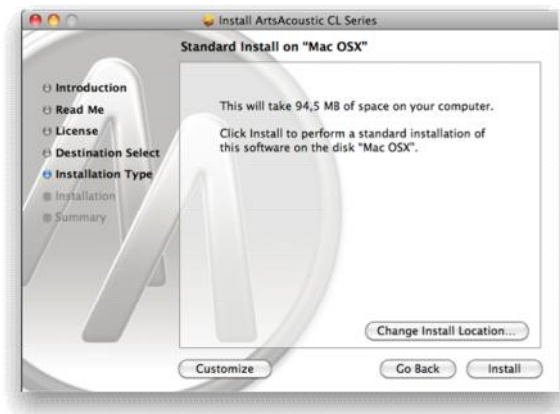 Install ArtsAcoustic CL Series
Standard Install on "Mac OSX"
Introduction
Read Me
License
Destination Select
Installation Type
Installation
Summary
This will take 94,5 MB of space on your computer.
Click Install to perform a standard installation of
this software on the disk "Mac OSX".
Change Install Location...
Customize
Go Back
Install